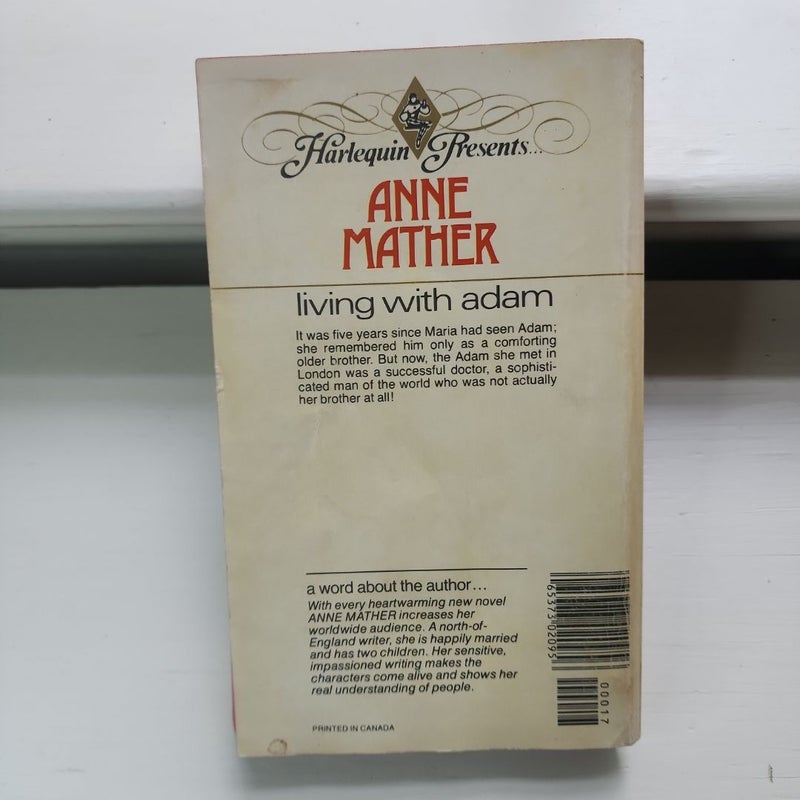 Harlequin Presents...
ANNE
MATHER
living with adam
It was five years since Maria had seen Adam;
she remembered him only as a comforting
older brother. But now, the Adam she met in
London was a successful doctor, a sophisti-
cated man of the world who was not actually
her brother at all!
a word about the author...
With every heartwarming new novel
ANNE MATHER increases her
worldwide audience. A north-of-
England writer, she is happily married
and has two children. Her sensitive,
impassioned writing makes the
characters come alive and shows her
real understanding of people.
PRINTED IN CANADA
65373 02095
00017